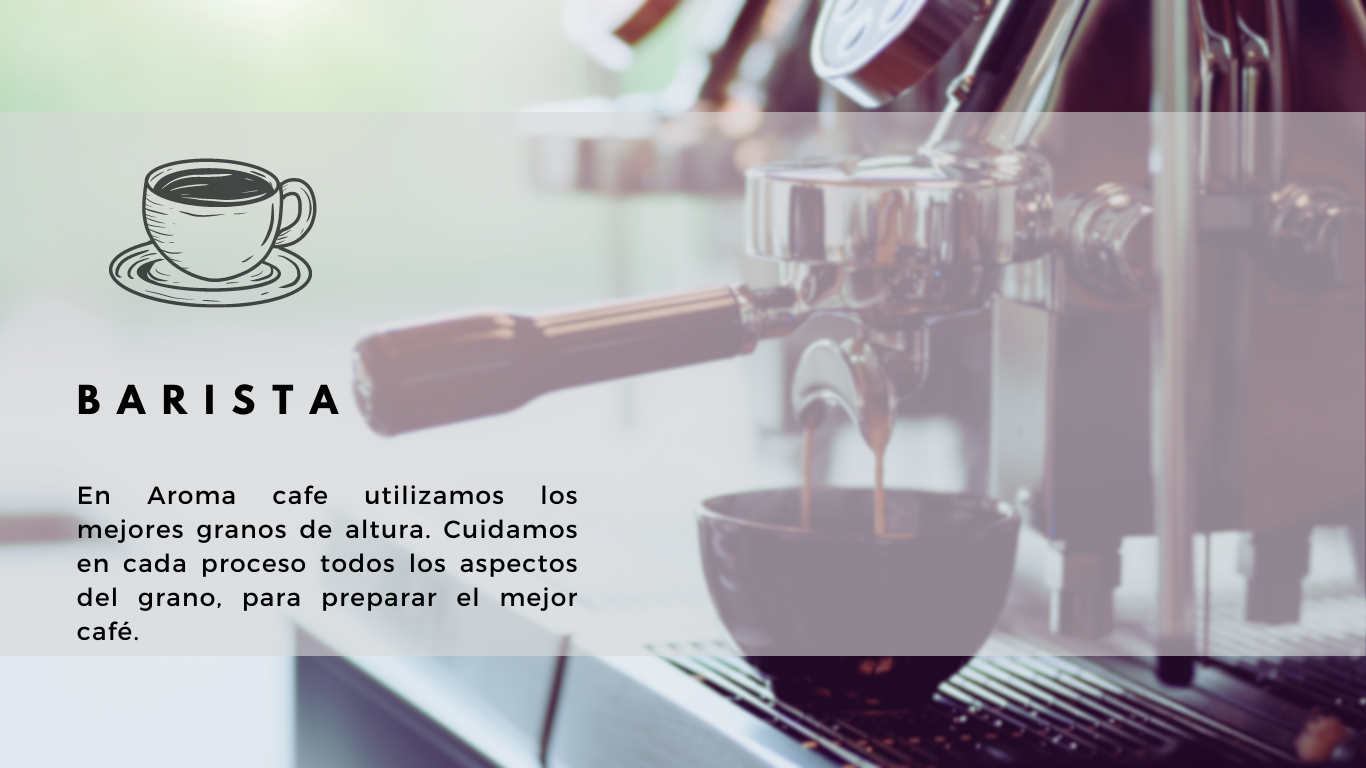 BARISTA
En Aroma cafe utilizamos los
mejores granos de altura. Cuidamos
en cada proceso todos los aspectos
del grano, para preparar el mejor
café.